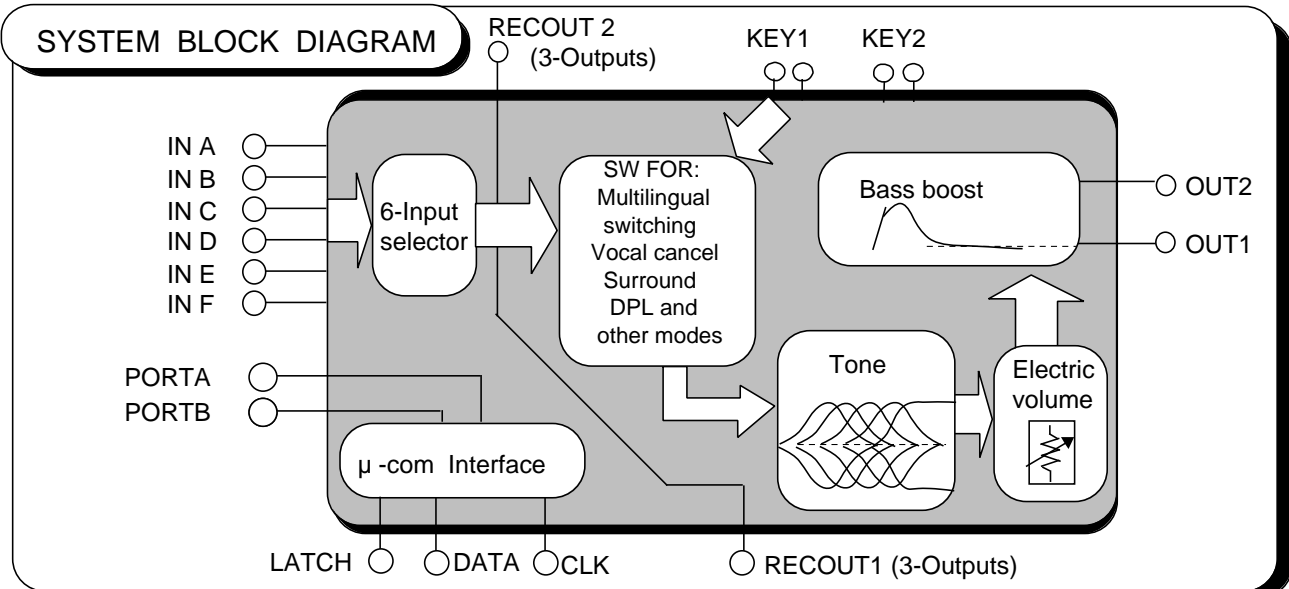 SYSTEM BLOCK DIAGRAM
RECOUT 2
(3-Outputs)
KEY1
KEY2
IN A
IN B
IN C
IN D
IN E
IN F
6-Input
selector
SW FOR:
Multilingual
switching
Vocal cancel
Surround
DPL and
other modes
Bass boost
OUT2
OUT1
PORTA
PORTB
Tone
Electric
volume
µ -com Interface
LATCH
DATA
CLK
RECOUT1 (3-Outputs)